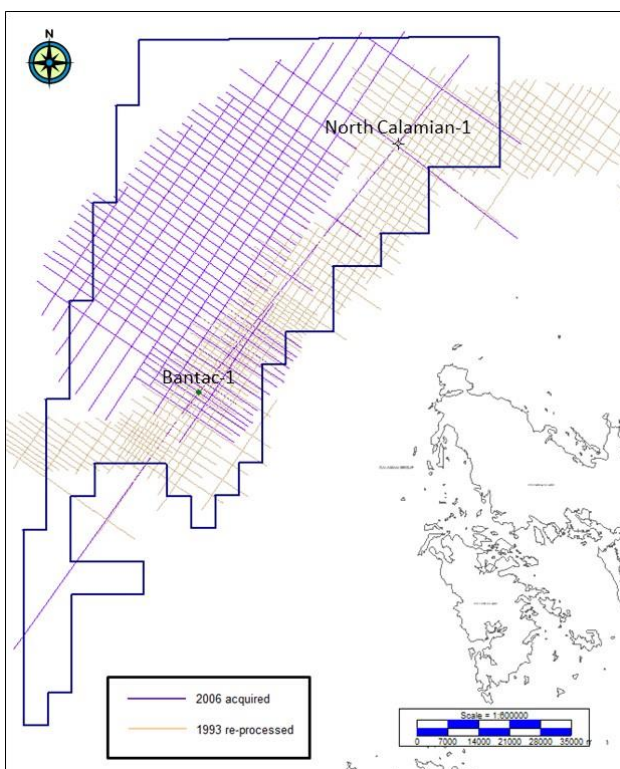 N
North Calamian-1
Bantac-1
2006 acquired
1993 re-processed
Scale = 1:600000
0 7000 14000 21000 28000 35000 m